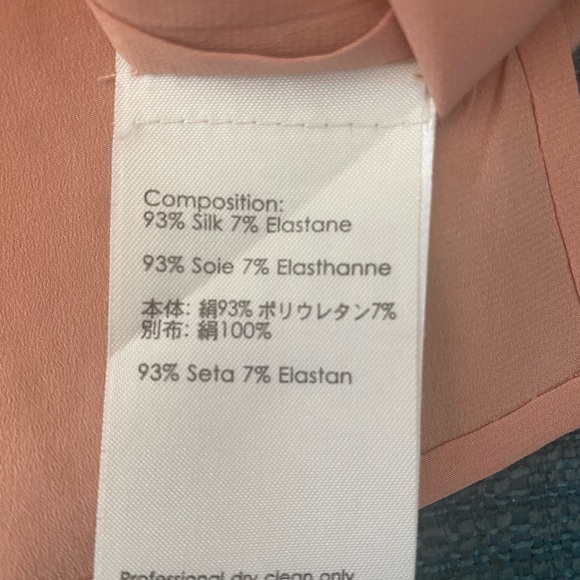 Composition:
93% Silk 7% Elastane
93% Soie 7% Elasthanne
本体: 絹93% ポリウレタン7%
別布: 絹100%
93% Seta 7% Elastan
Professional dry clean only